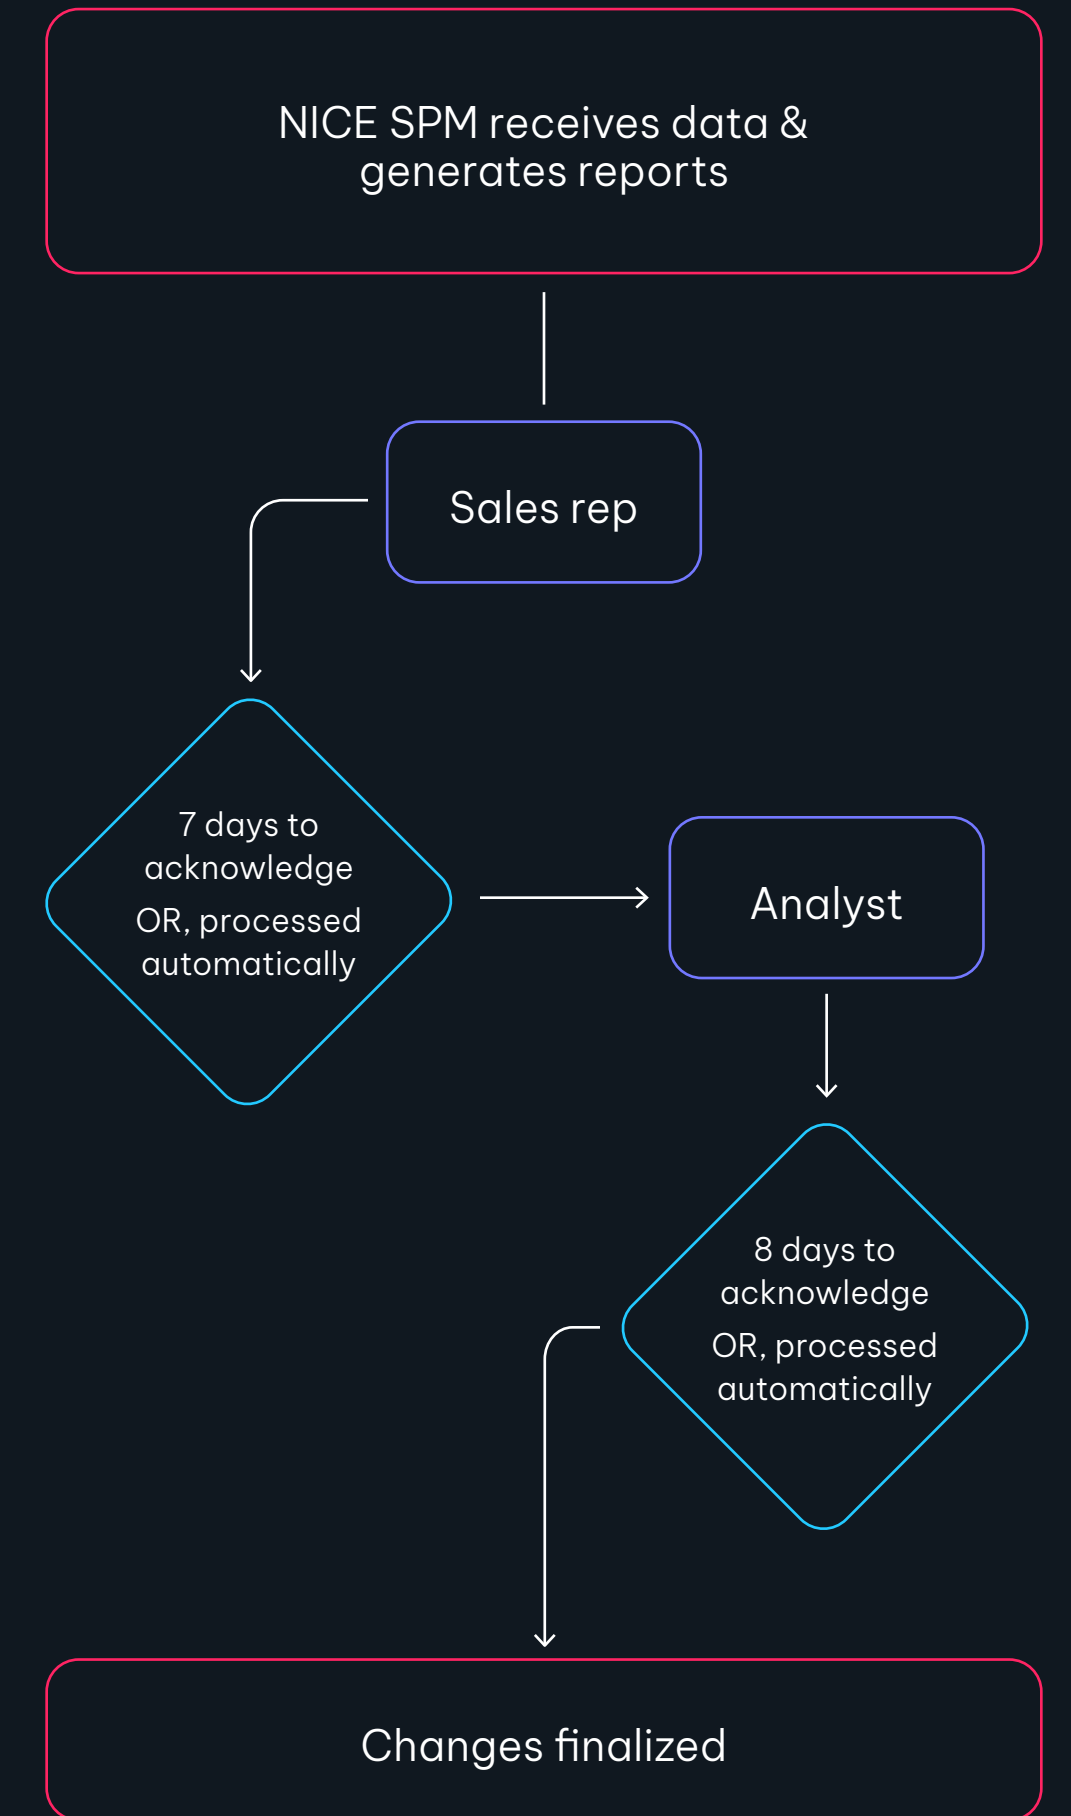 NICE SPM receives data &
generates reports
Sales rep
7 days to
acknowledge
OR, processed
automatically
Analyst
8 days to
acknowledge
OR, processed
automatically
Changes finalized